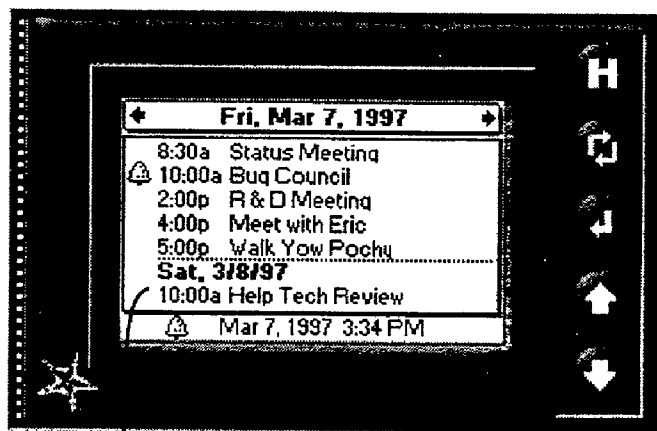 Fri, Mar 7, 1997
8:30a Status Meeting
10:00a Bug Council
2:00p R & D Meeting
4:00p Meet with Eric
5:00p Walk Yow Pochy
Sat, 3/8/97
10:00a Help Tech Review
Mar 7, 1997 3:34 PM
H